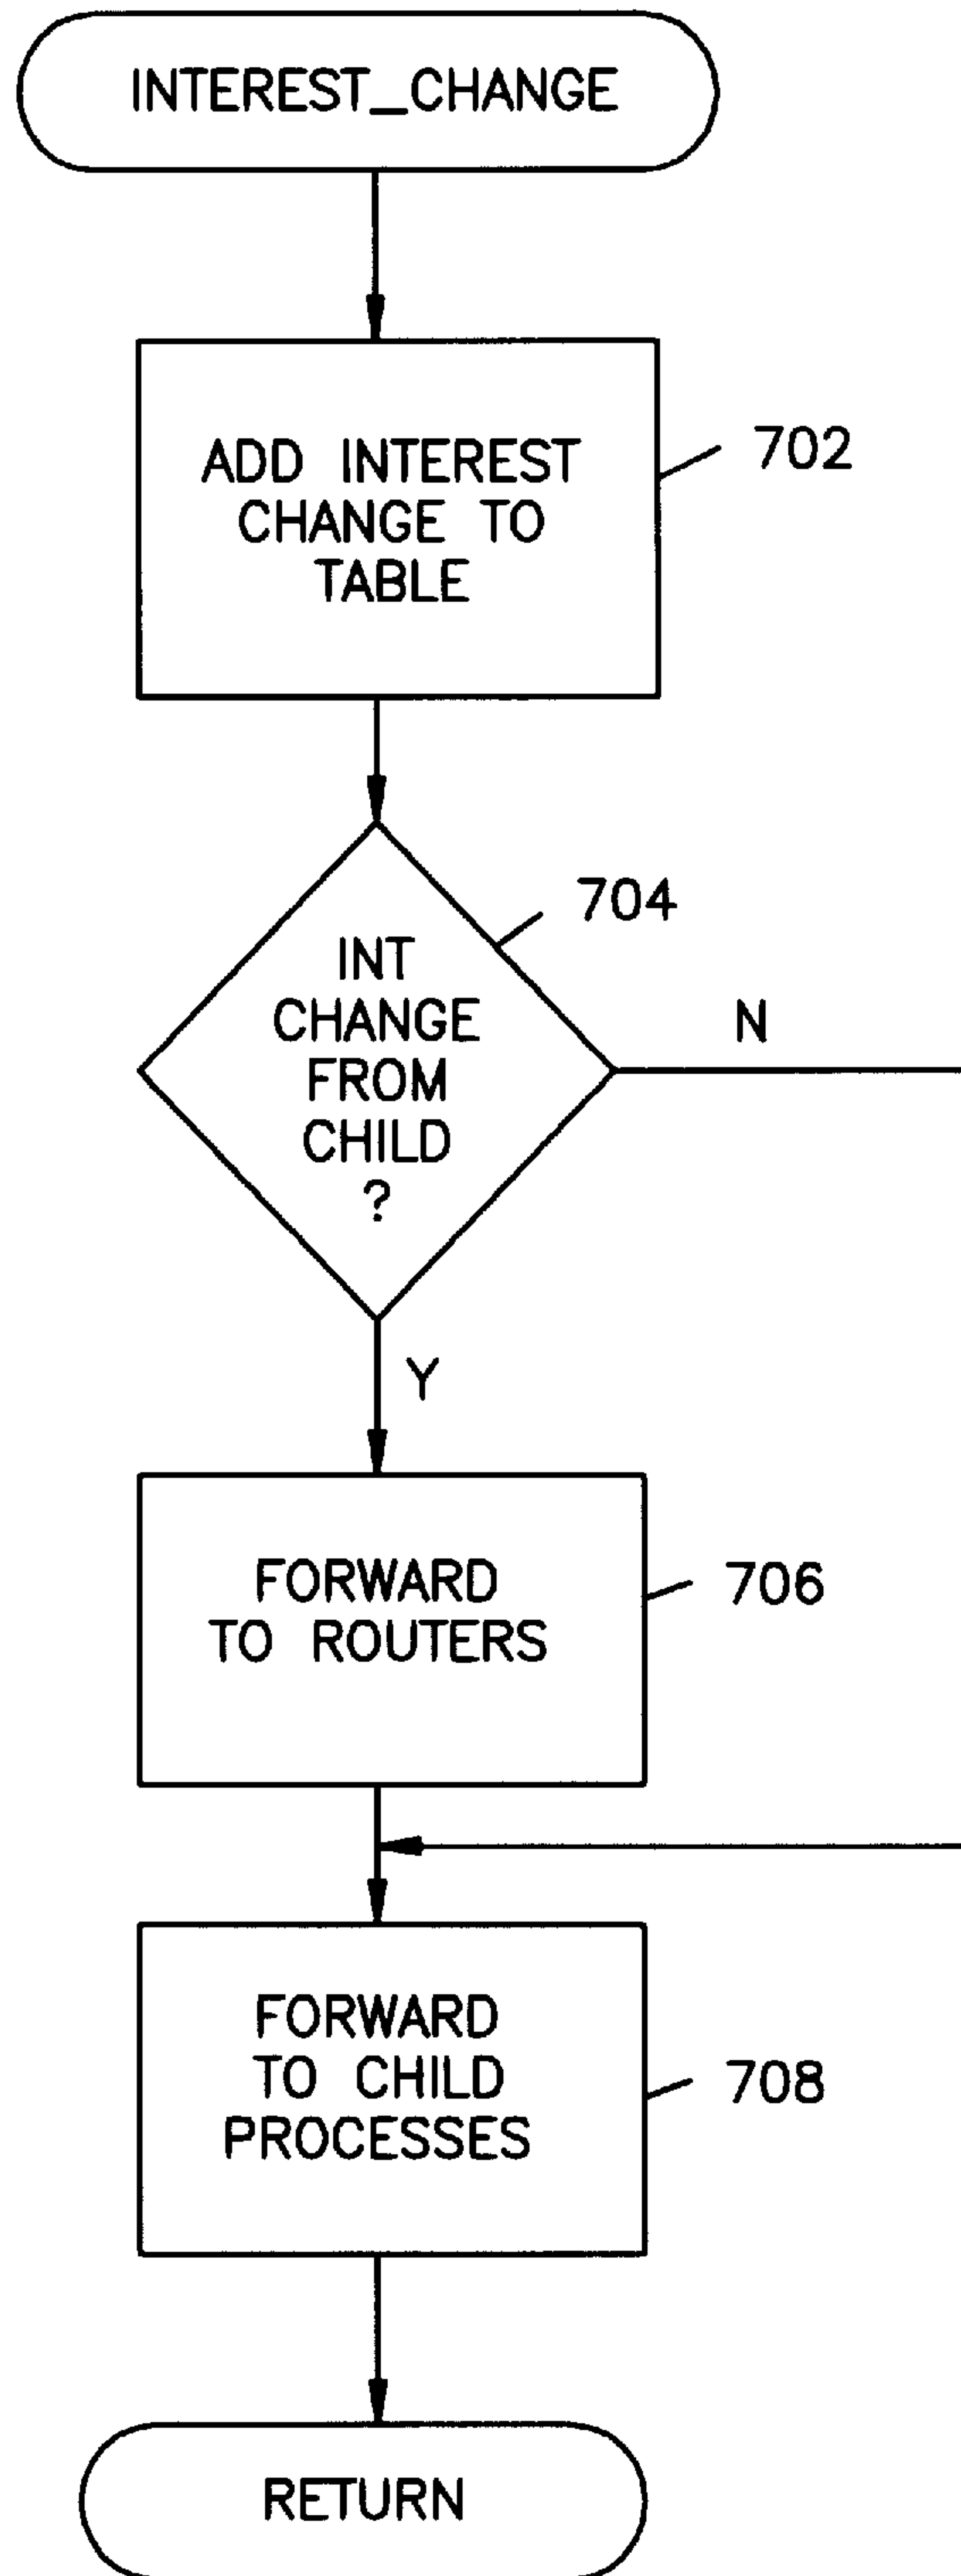 INTEREST_CHANGE
ADD INTEREST
CHANGE TO
TABLE
702
704
INT
CHANGE
FROM
CHILD
?
N
Y
FORWARD
TO ROUTERS
706
FORWARD
TO CHILD
PROCESSES
708
RETURN